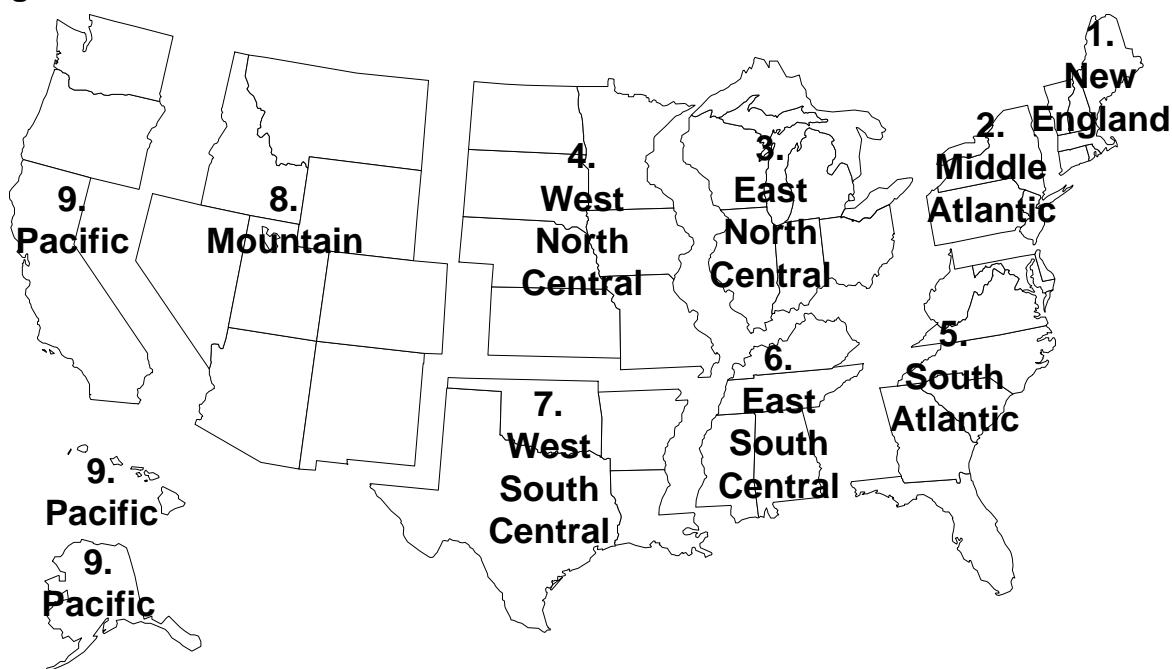 1.
New
England
2.
Middle
Atlantic
3.
East
North
Central
4.
West
North
Central
5.
South
Atlantic
6.
East
South
Central
7.
West
South
Central
8.
Mountain
9.
Pacific
9.
Pacific
9.
Pacific